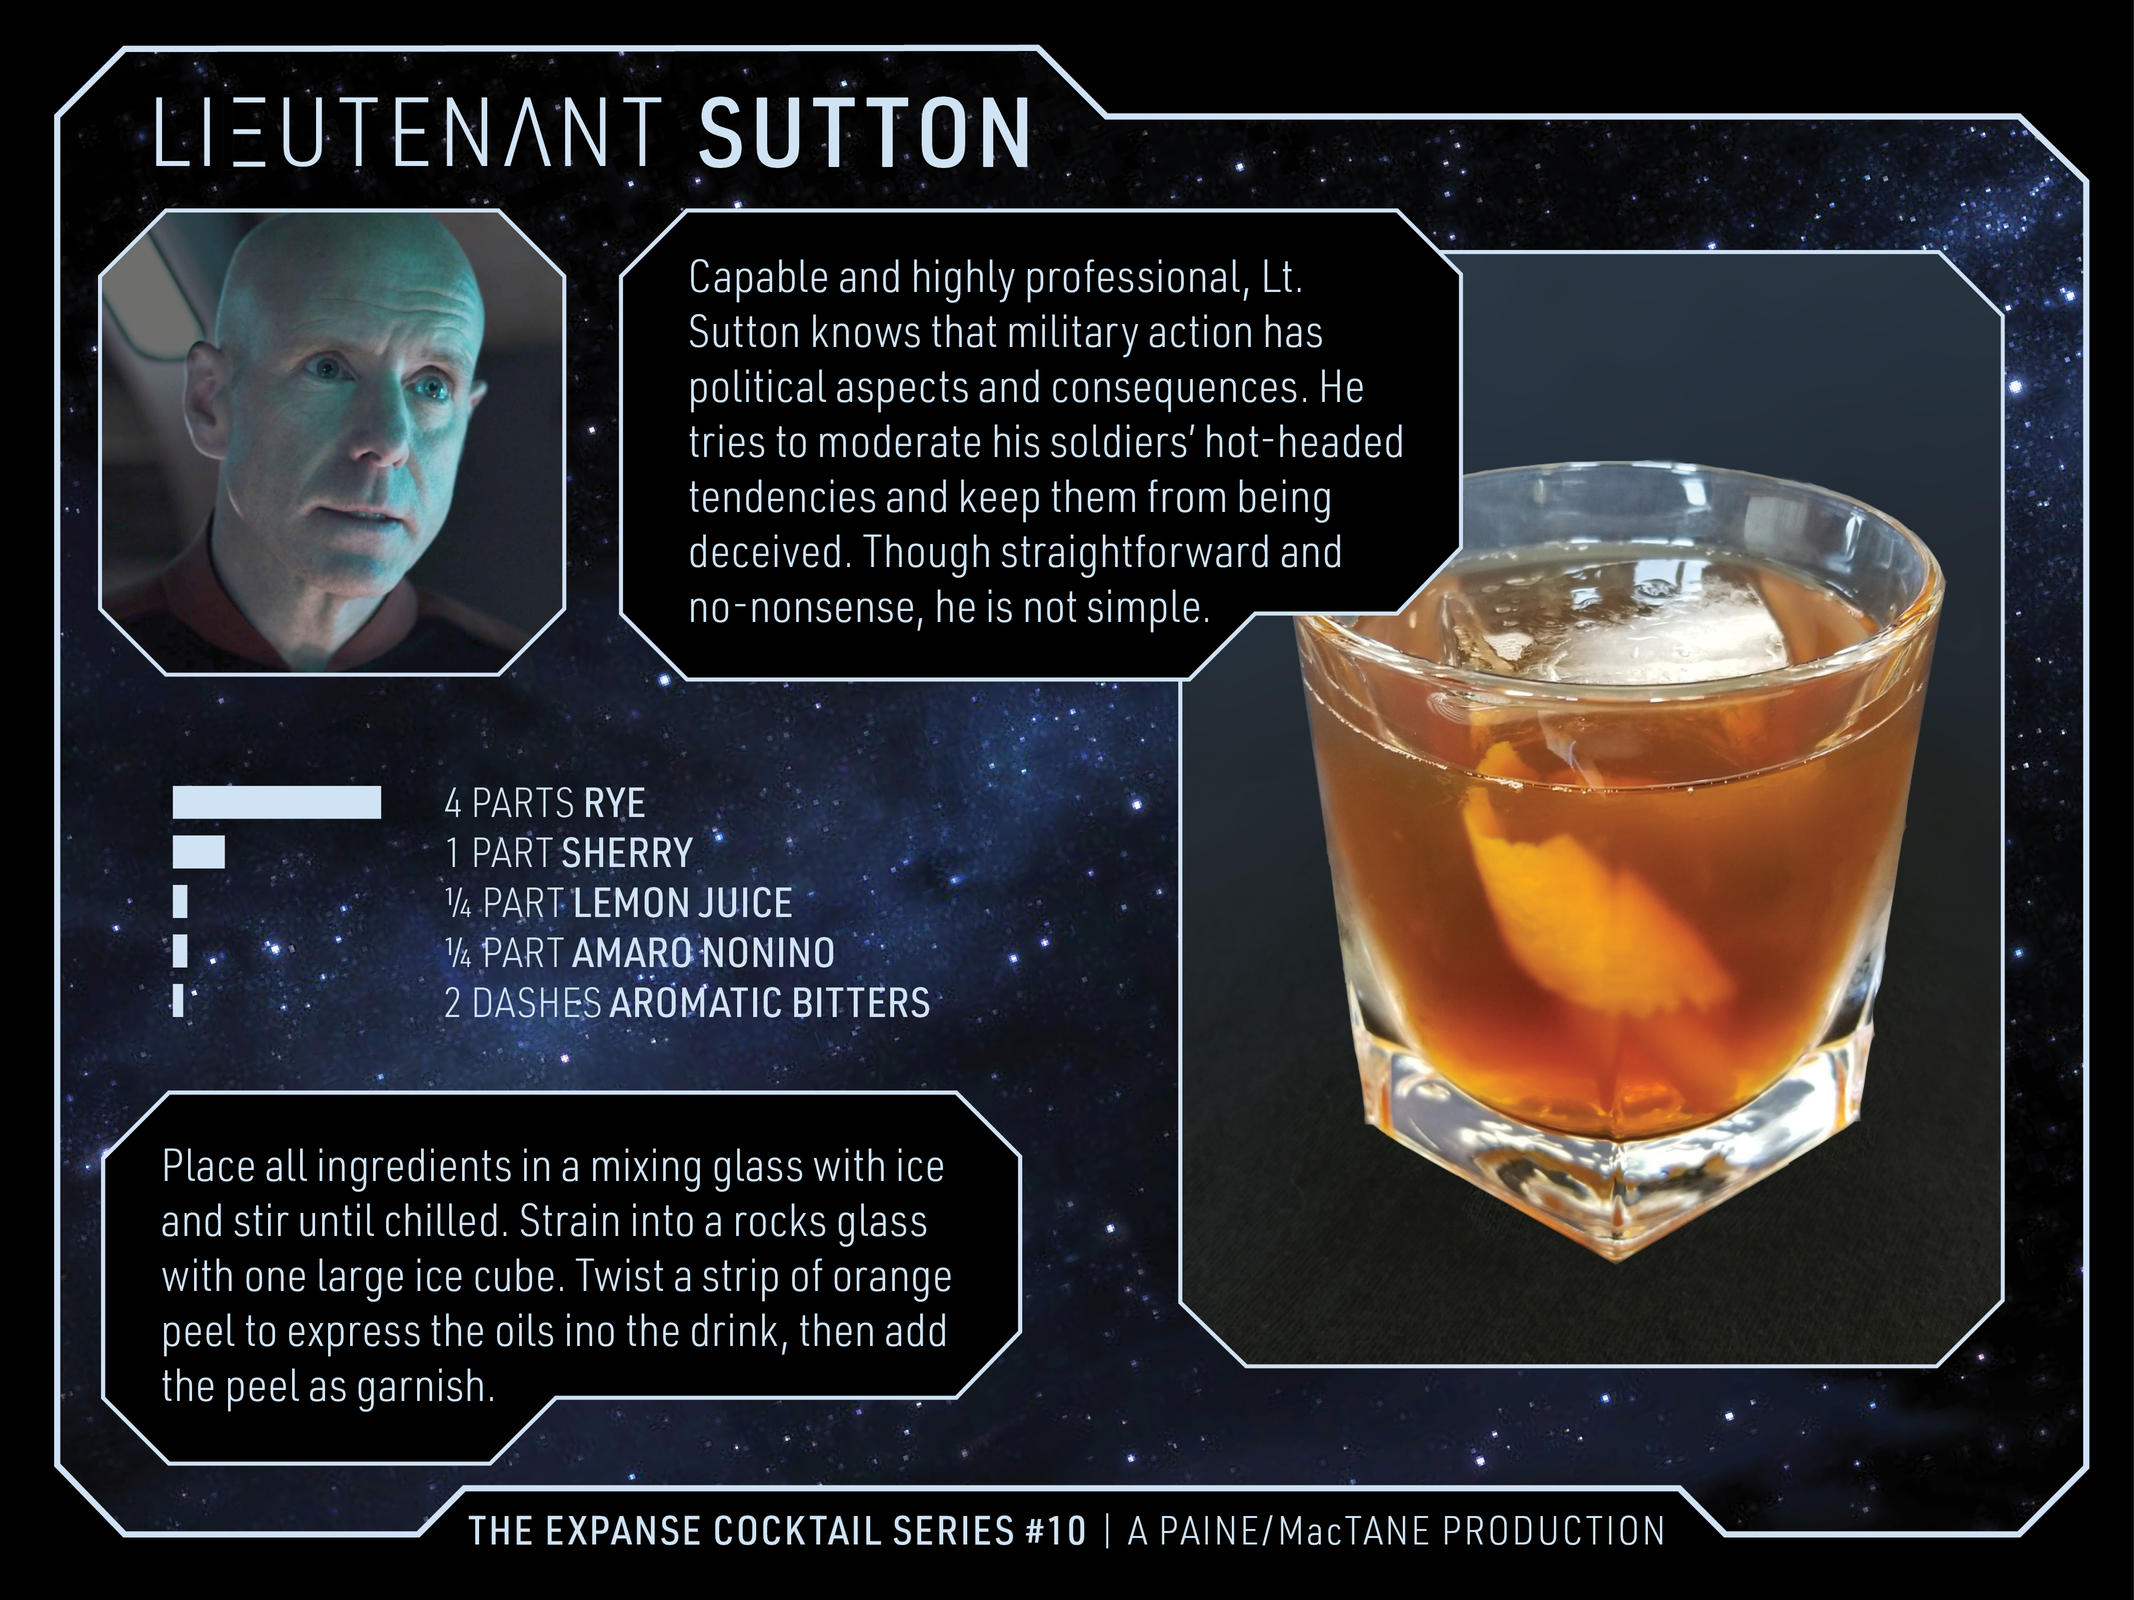 LIEUTENANT SUTTON
Capable and highly professional, Lt.
Sutton knows that military action has
political aspects and consequences. He
tries to moderate his soldiers’ hot-headed
tendencies and keep them from being
deceived. Though straightforward and
no-nonsense, he is not simple.
4 PARTS RYE
1 PART SHERRY
¼ PART LEMON JUICE
¼ PART AMARO NONINO
2 DASHES AROMATIC BITTERS
Place all ingredients in a mixing glass with ice
and stir until chilled. Strain into a rocks glass
with one large ice cube. Twist a strip of orange
peel to express the oils ino the drink, then add
the peel as garnish.
THE EXPANSE COCKTAIL SERIES #10 | A PAINE/MacTANE PRODUCTION